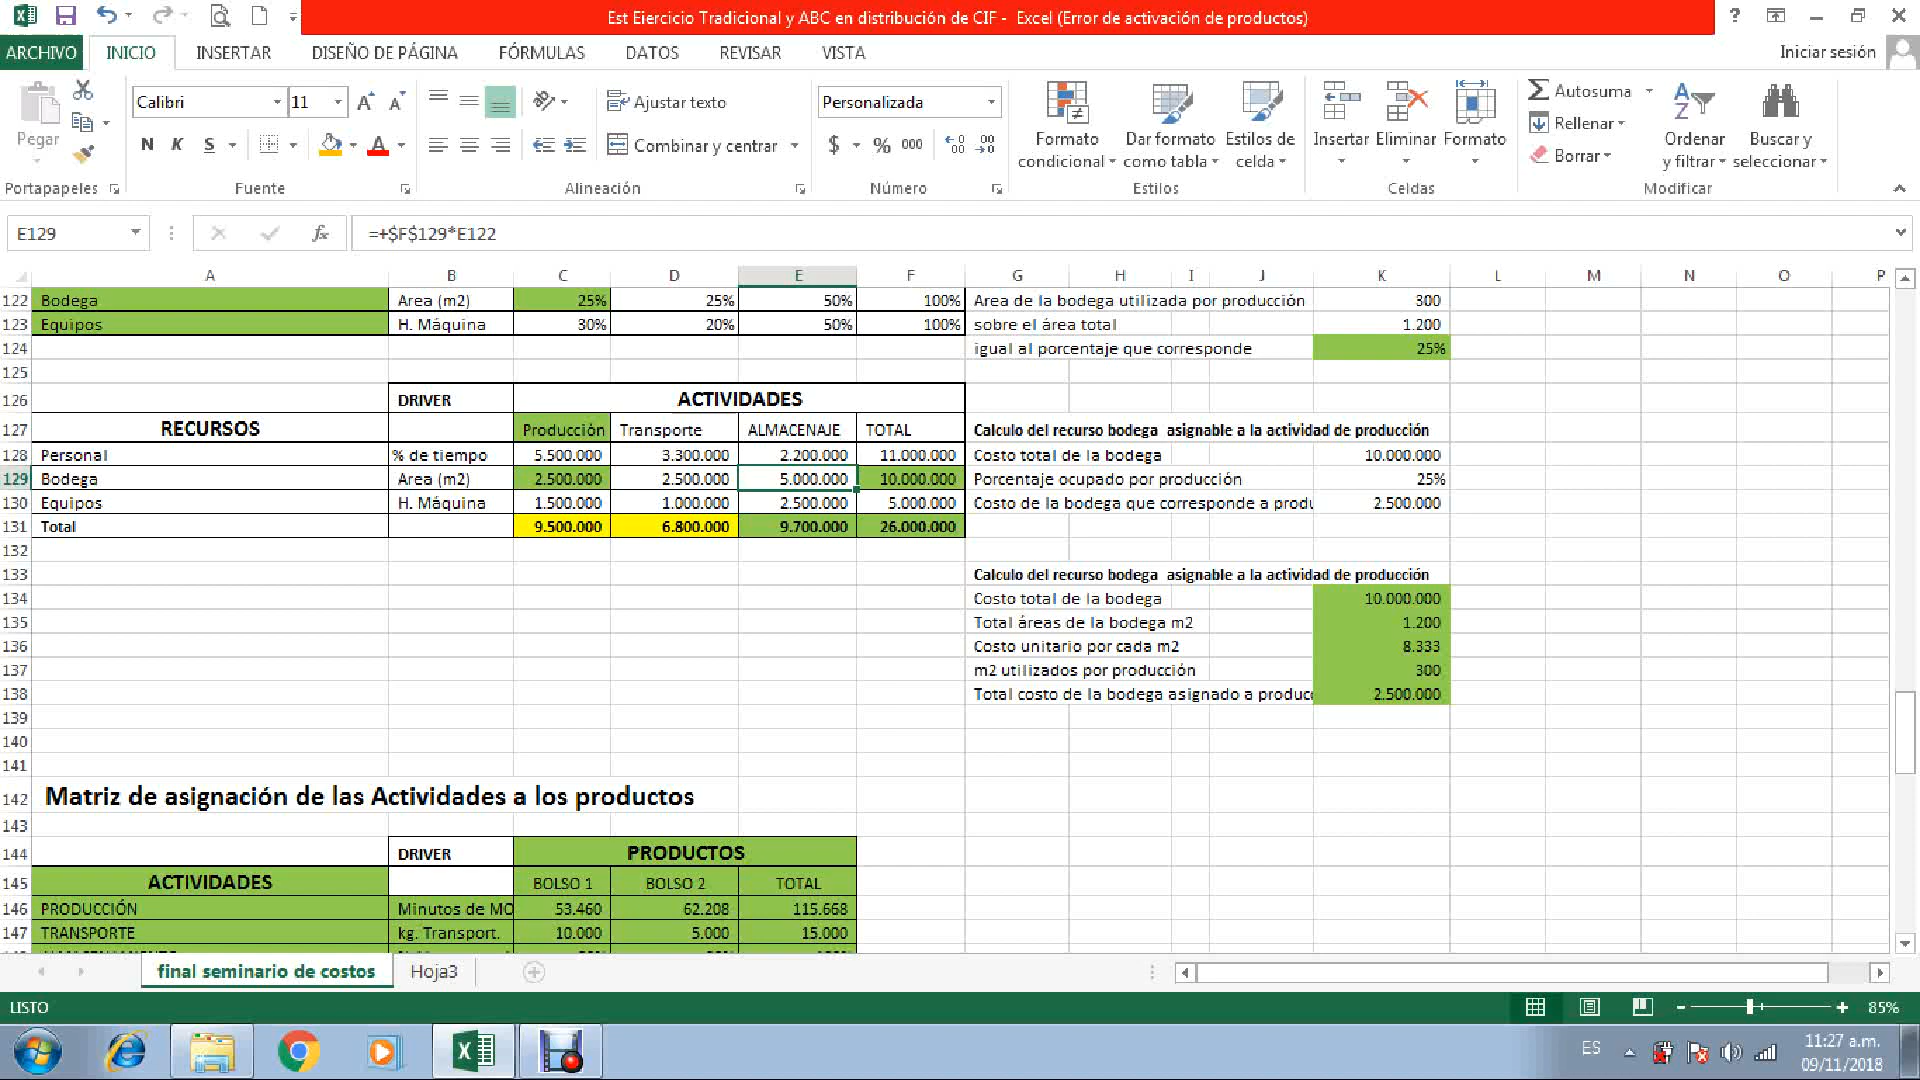 Est Ejercicio Tradicional y ABC en distribución de CIF - Excel (Error de activación de productos)
ARCHIVO INICIO INSERTAR DISEÑO DE PÁGINA FÓRMULAS DATOS REVISAR VISTA Iniciar sesión
Pegar Calibri 11 Ajustar texto Personalizada Autosuma
N K S Combinar y centrar $ % 000 Formato condicional Dar formato como tabla Estilos de celda Insertar Eliminar Formato Rellenar Borrar Ordenar y filtrar Buscar y seleccionar
Portapapeles Fuente Alineación Número Estilos Celdas Modificar
E129 fx =+$F$129*E122
A B C D E F G H I J K L M N O P
122 Bodega Area (m2) 25% 25% 50% 100% Area de la bodega utilizada por producción 300
123 Equipos H. Máquina 30% 20% 50% 100% sobre el área total 1.200
124 igual al porcentaje que corresponde 25%
125
126 DRIVER ACTIVIDADES
127 RECURSOS Producción Transporte ALMACENAJE TOTAL Calculo del recurso bodega asignable a la actividad de producción
128 Personal % de tiempo 5.500.000 3.300.000 2.200.000 11.000.000 Costo total de la bodega 10.000.000
129 Bodega Area (m2) 2.500.000 2.500.000 5.000.000 10.000.000 Porcentaje ocupado por producción 25%
130 Equipos H. Máquina 1.500.000 1.000.000 2.500.000 5.000.000 Costo de la bodega que corresponde a produ 2.500.000
131 Total 9.500.000 6.800.000 9.700.000 26.000.000
132
133 Calculo del recurso bodega asignable a la actividad de producción
134 Costo total de la bodega 10.000.000
135 Total áreas de la bodega m2 1.200
136 Costo unitario por cada m2 8.333
137 m2 utilizados por producción 300
138 Total costo de la bodega asignado a produc 2.500.000
139
140
141
142 Matriz de asignación de las Actividades a los productos
143
144 DRIVER PRODUCTOS
145 ACTIVIDADES BOLSO 1 BOLSO 2 TOTAL
146 PRODUCCIÓN Minutos de MO 53.460 62.208 115.668
147 TRANSPORTE kg. Transport. 10.000 5.000 15.000
final seminario de costos Hoja3
LISTO 85%
ES 11:27 a.m.
09/11/2018